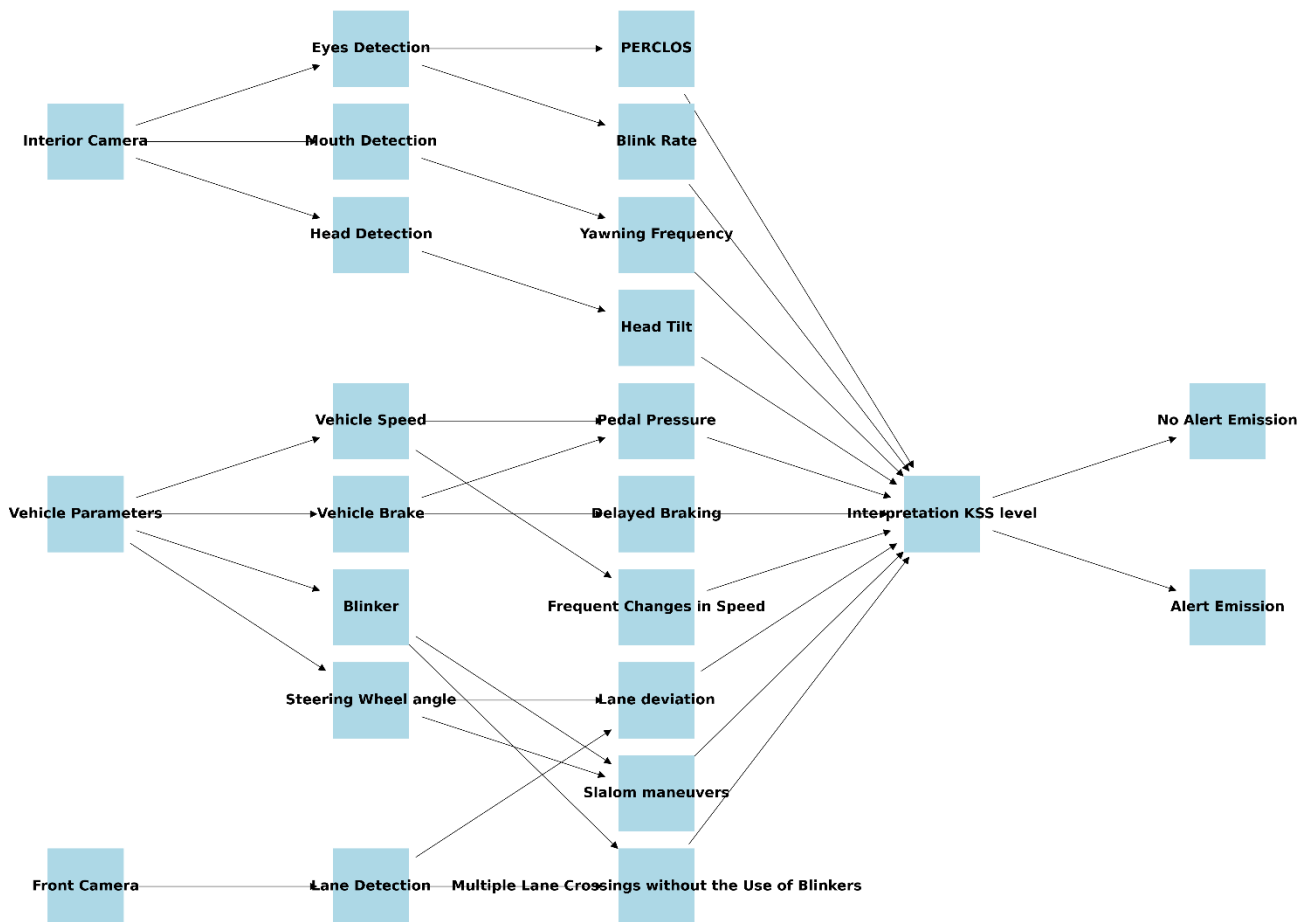 Eyes Detection
PERCLOS
Interior Camera
Mouth Detection
Blink Rate
Head Detection
Yawning Frequency
Head Tilt
Vehicle Speed
Pedal Pressure
No Alert Emission
Vehicle Parameters
Vehicle Brake
Delayed Braking
Interpretation KSS level
Blinker
Frequent Changes in Speed
Alert Emission
Steering Wheel angle
Lane deviation
Slalom maneuvers
Front Camera
Lane Detection
Multiple Lane Crossings without the Use of Blinkers